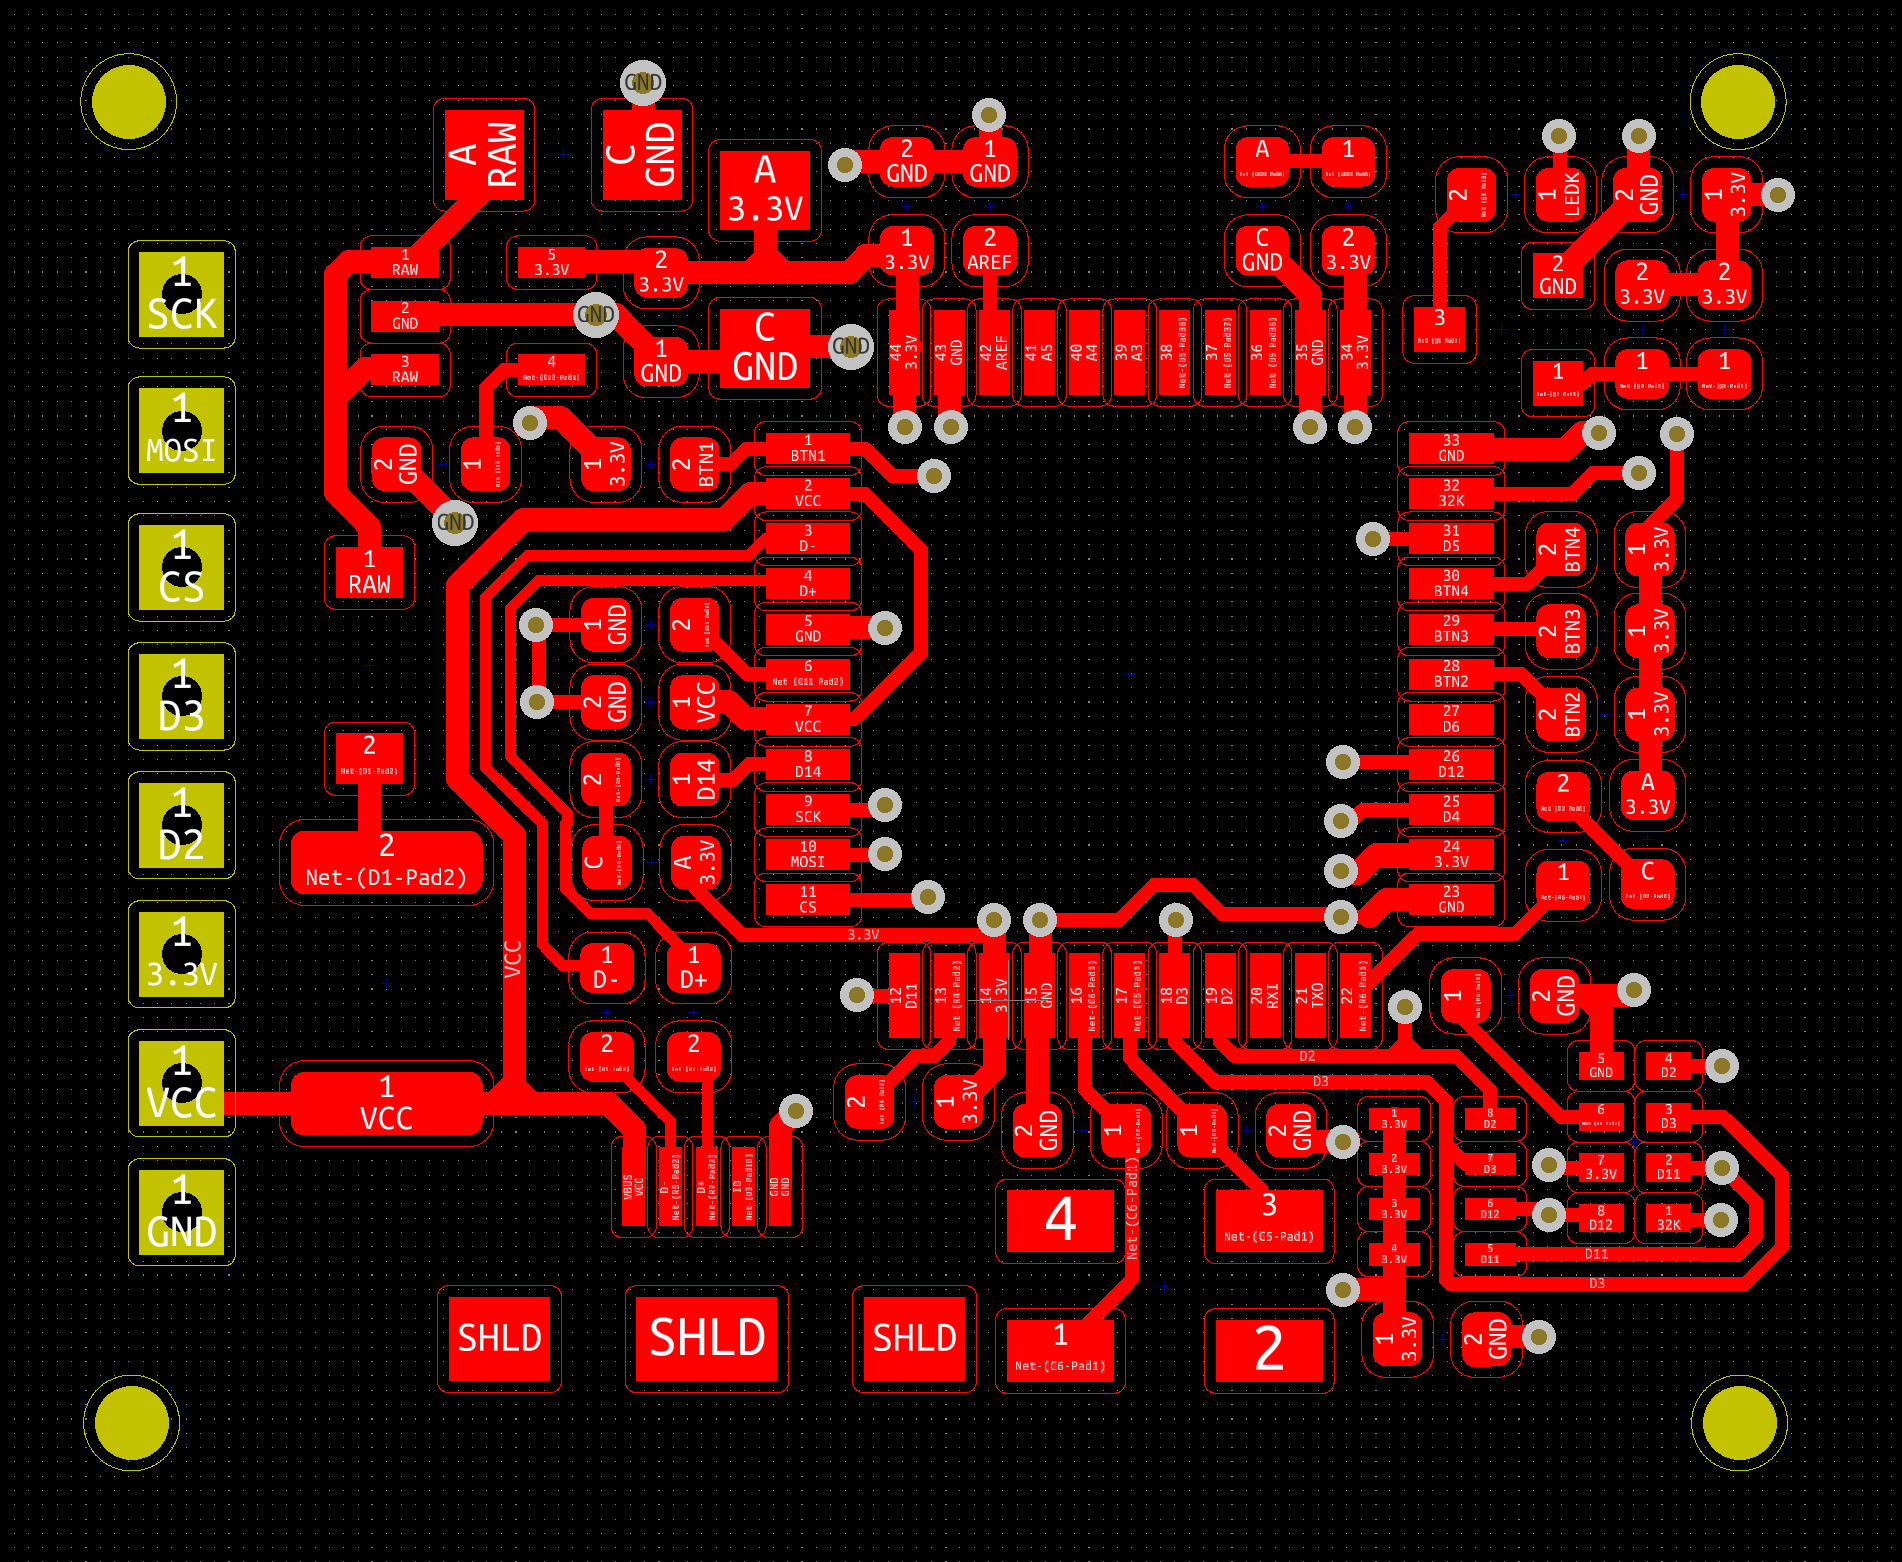 GND
A
RAW
C
GND
A
3.3V
2
GND
1
GND
A
1
2
1
LEDK
2
GND
1
3.3V
1
SCK
1
RAW
5
3.3V
2
3.3V
1
3.3V
2
AREF
C
GND
2
3.3V
2
GND
2
3.3V
2
3.3V
2
GND
GND
1
GND
C
GND
GND
3
RAW
4
44
3.3V
43
GND
42
AREF
41
A5
40
A4
39
A3
38
37
36
35
GND
34
3.3V
3
1
1
1
1
MOSI
2
GND
1
1
3.3V
2
BTN1
GND
1
BTN1
2
VCC
3
D-
4
D+
5
GND
6
7
VCC
8
D14
9
SCK
10
MOSI
11
CS
33
GND
32
32K
31
D5
30
BTN4
29
BTN3
28
BTN2
27
D6
26
D12
25
D4
24
3.3V
23
GND
2
BTN4
1
3.3V
2
BTN3
1
3.3V
2
BTN2
1
3.3V
2
A
3.3V
1
C
1
CS
1
RAW
1
GND
2
2
GND
1
VCC
2
1
D14
C
A
3.3V
1
D3
2
Net-(D1-Pad2)
1
D2
2
Net-(D1-Pad2)
1
3.3V
VCC
3.3V
1
D-
1
D+
12
D11
13
Net-(R4-Pad2)
14
3.3V
15
GND
16
Net-(C6-Pad1)
17
Net-(C5-Pad1)
18
D3
19
D2
20
RXI
21
TXO
22
Net-(R6-Pad1)
1
2
GND
1
VCC
1
VCC
2
2
2
1
3.3V
D2
D3
5
GND
4
D2
6
3
D3
7
3.3V
2
D11
8
D12
1
32K
2
GND
1
1
2
GND
1
3.3V
8
D2
2
3.3V
7
D3
3
3.3V
6
D12
4
3.3V
5
D11
D11
D3
1
GND
VBUS
VCC
D-
Net-(R5-Pad2)
D+
Net-(R7-Pad2)
ID
GND
GND
4
Net-(C6-Pad1)
3
Net-(C5-Pad1)
SHLD
SHLD
SHLD
1
Net-(C6-Pad1)
2
1
3.3V
2
GND